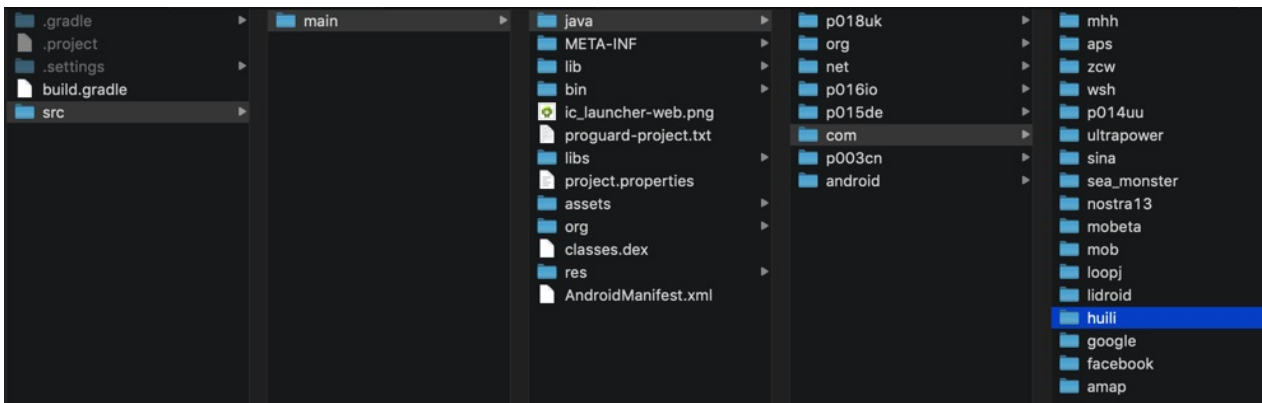 .gradle
.project
.settings
build.gradle
src
main
java
META-INF
lib
bin
ic_launcher-web.png
proguard-project.txt
libs
project.properties
assets
org
classes.dex
res
AndroidManifest.xml
p018uk
org
net
p016io
p015de
com
p003cn
android
mhh
aps
zcw
wsh
p014uu
ultrapower
sina
sea_monster
nostra13
mobeta
mob
loopj
lidroid
huili
google
facebook
amap